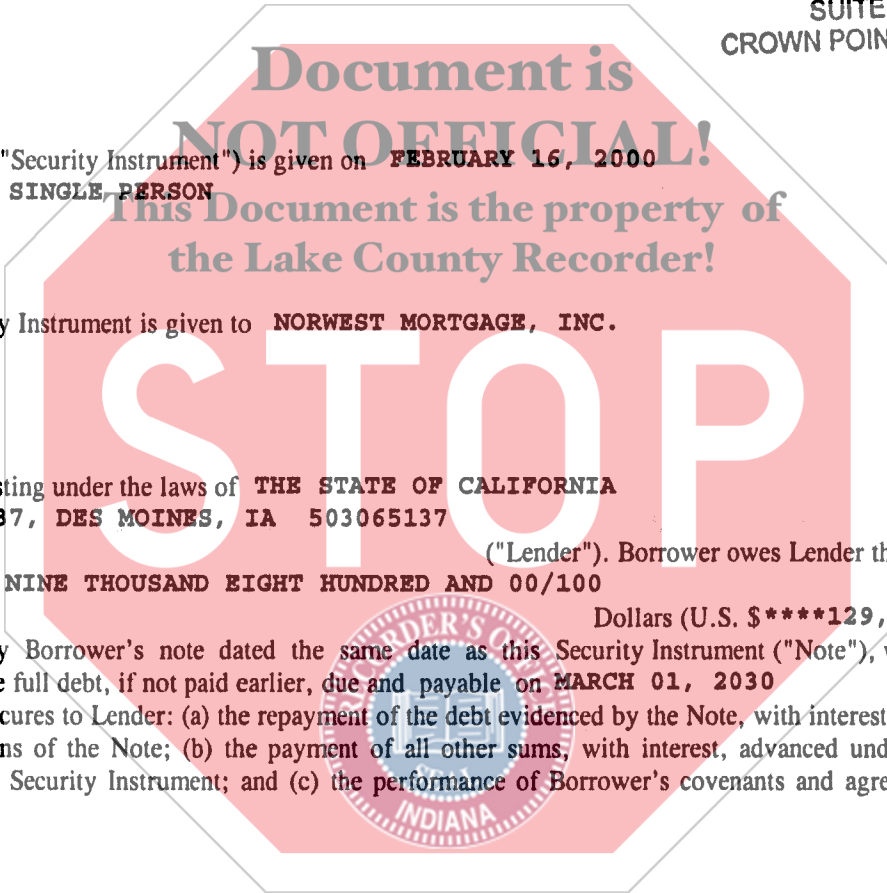 SUITE
CROWN POIN
Document is
NOT OFFICIAL!
"Security Instrument") is given on FEBRUARY 16, 2000
SINGLE PERSON
This Document is the property of
the Lake County Recorder!
y Instrument is given to NORWEST MORTGAGE, INC.
STOP
sting under the laws of THE STATE OF CALIFORNIA
37, DES MOINES, IA 503065137
("Lender"). Borrower owes Lender th
NINE THOUSAND EIGHT HUNDRED AND 00/100
Dollars (U.S. $****129,
y Borrower's note dated the same date as this Security Instrument ("Note"), 
e full debt, if not paid earlier, due and payable on MARCH 01, 2030
cures to Lender: (a) the repayment of the debt evidenced by the Note, with interest
ns of the Note; (b) the payment of all other sums, with interest, advanced und
Security Instrument; and (c) the performance of Borrower's covenants and agre
RECORDER'S OFFICE
SEAL
INDIANA